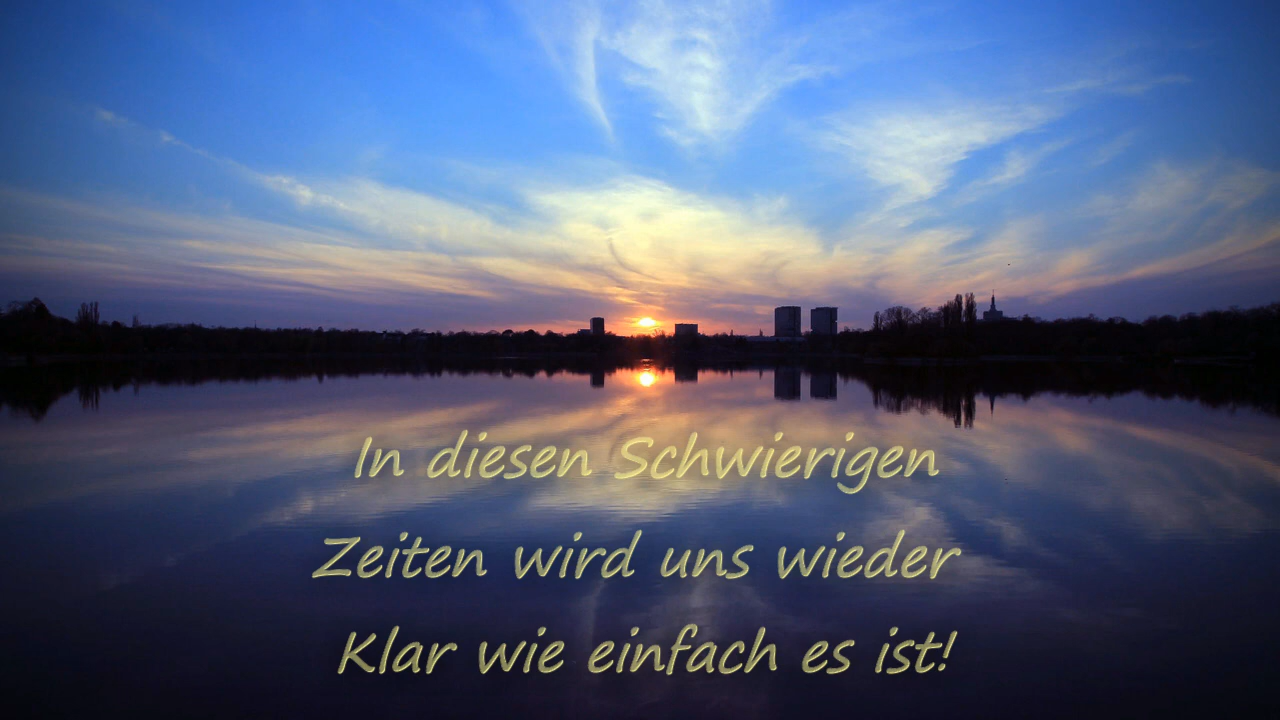 In diesen Schwierigen
Zeiten wird uns wieder
Klar wie einfach es ist!